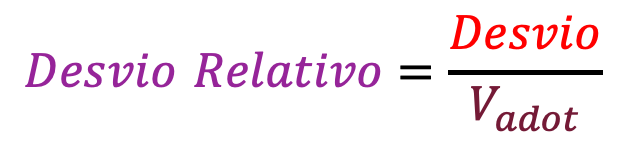 Desvio
Desvio Relativo =
V_adot